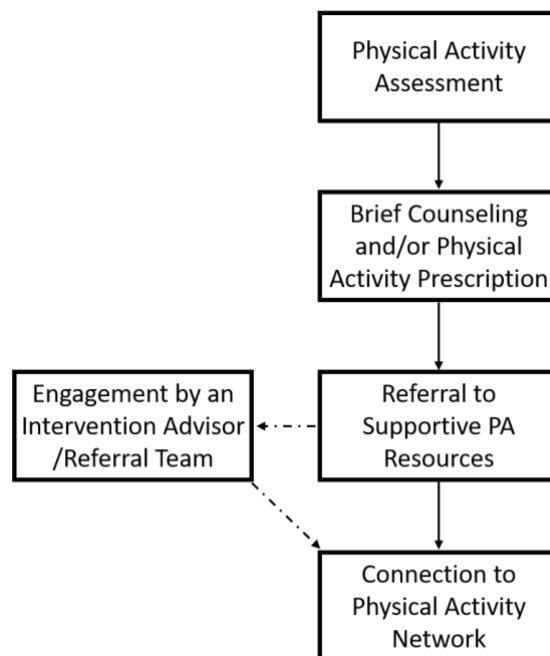 Physical Activity
Assessment
Brief Counseling
and/or Physical
Activity Prescription
Engagement by an
Intervention Advisor
/Referral Team
Referral to
Supportive PA
Resources
Connection to
Physical Activity
Network